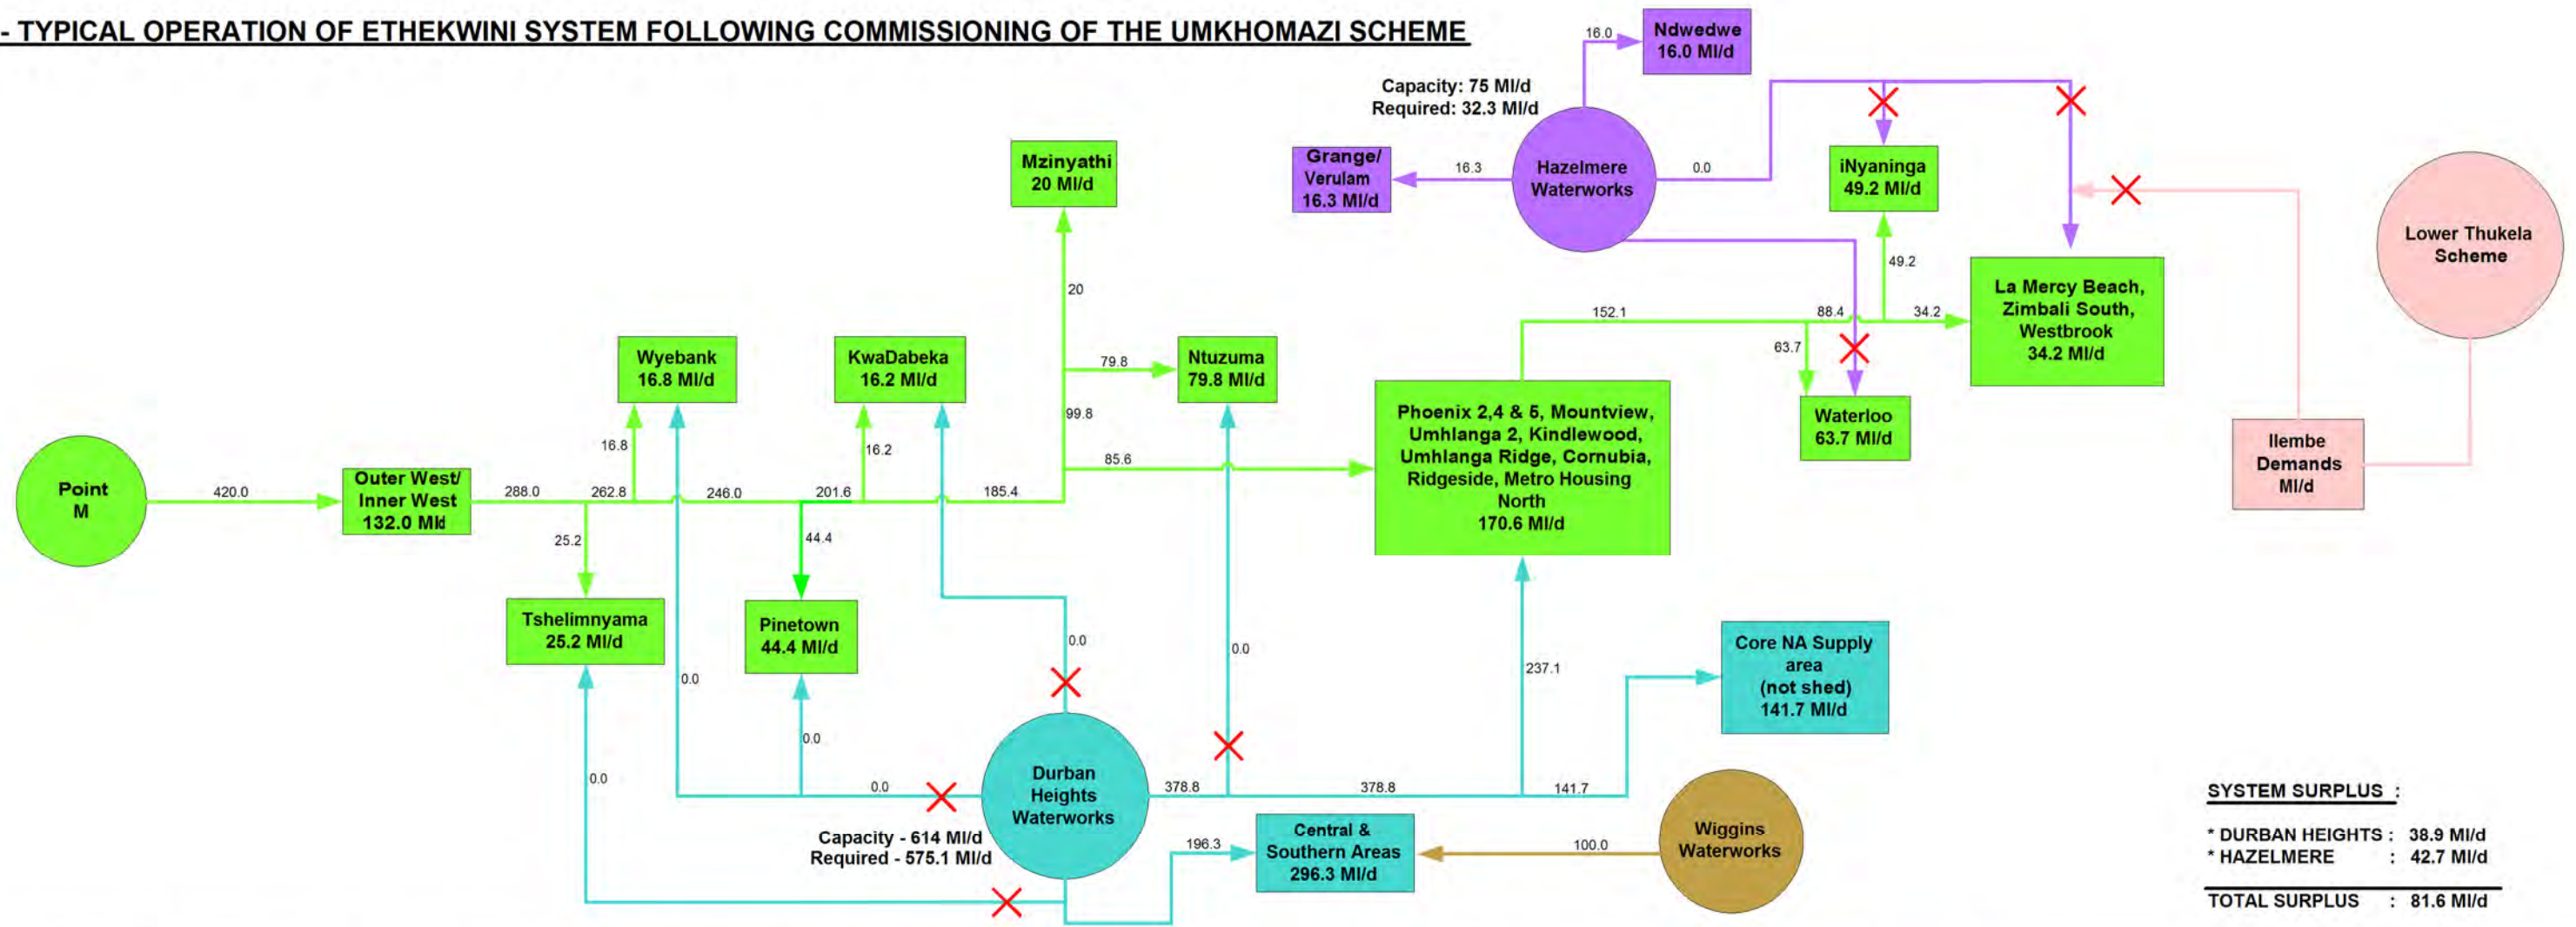 - TYPICAL OPERATION OF ETHEKWINI SYSTEM FOLLOWING COMMISSIONING OF THE UMKHOMAZI SCHEME
16.0
Ndwedwe
16.0 Ml/d
Capacity: 75 Ml/d
Required: 32.3 Ml/d
Mzinyathi
20 Ml/d
Grange/
Verulam
16.3 Ml/d
16.3
Hazelmere
Waterworks
0.0
iNyaninga
49.2 Ml/d
Lower Thukela
Scheme
49.2
La Mercy Beach,
Zimbali South,
Westbrook
34.2 Ml/d
20
152.1
88.4
34.2
63.7
Wyebank
16.8 Ml/d
KwaDabeka
16.2 Ml/d
79.8
Ntuzuma
79.8 Ml/d
99.8
Phoenix 2,4 & 5, Mountview,
Umhlanga 2, Kindlewood,
Umhlanga Ridge, Cornubia,
Ridgeside, Metro Housing
North
170.6 Ml/d
Waterloo
63.7 Ml/d
Ilembe
Demands
Ml/d
16.8
16.2
85.6
Point
M
420.0
Outer West/
Inner West
132.0 Mld
288.0
262.8
246.0
201.6
185.4
25.2
44.4
Tshelimnyama
25.2 Ml/d
Pinetown
44.4 Ml/d
0.0
0.0
0.0
237.1
Core NA Supply
area
(not shed)
141.7 Ml/d
0.0
0.0
0.0
Durban
Heights
Waterworks
378.8
378.8
141.7
Capacity - 614 Ml/d
Required - 575.1 Ml/d
196.3
Central &
Southern Areas
296.3 Ml/d
100.0
Wiggins
Waterworks
SYSTEM SURPLUS :
* DURBAN HEIGHTS : 38.9 Ml/d
* HAZELMERE : 42.7 Ml/d
TOTAL SURPLUS : 81.6 Ml/d